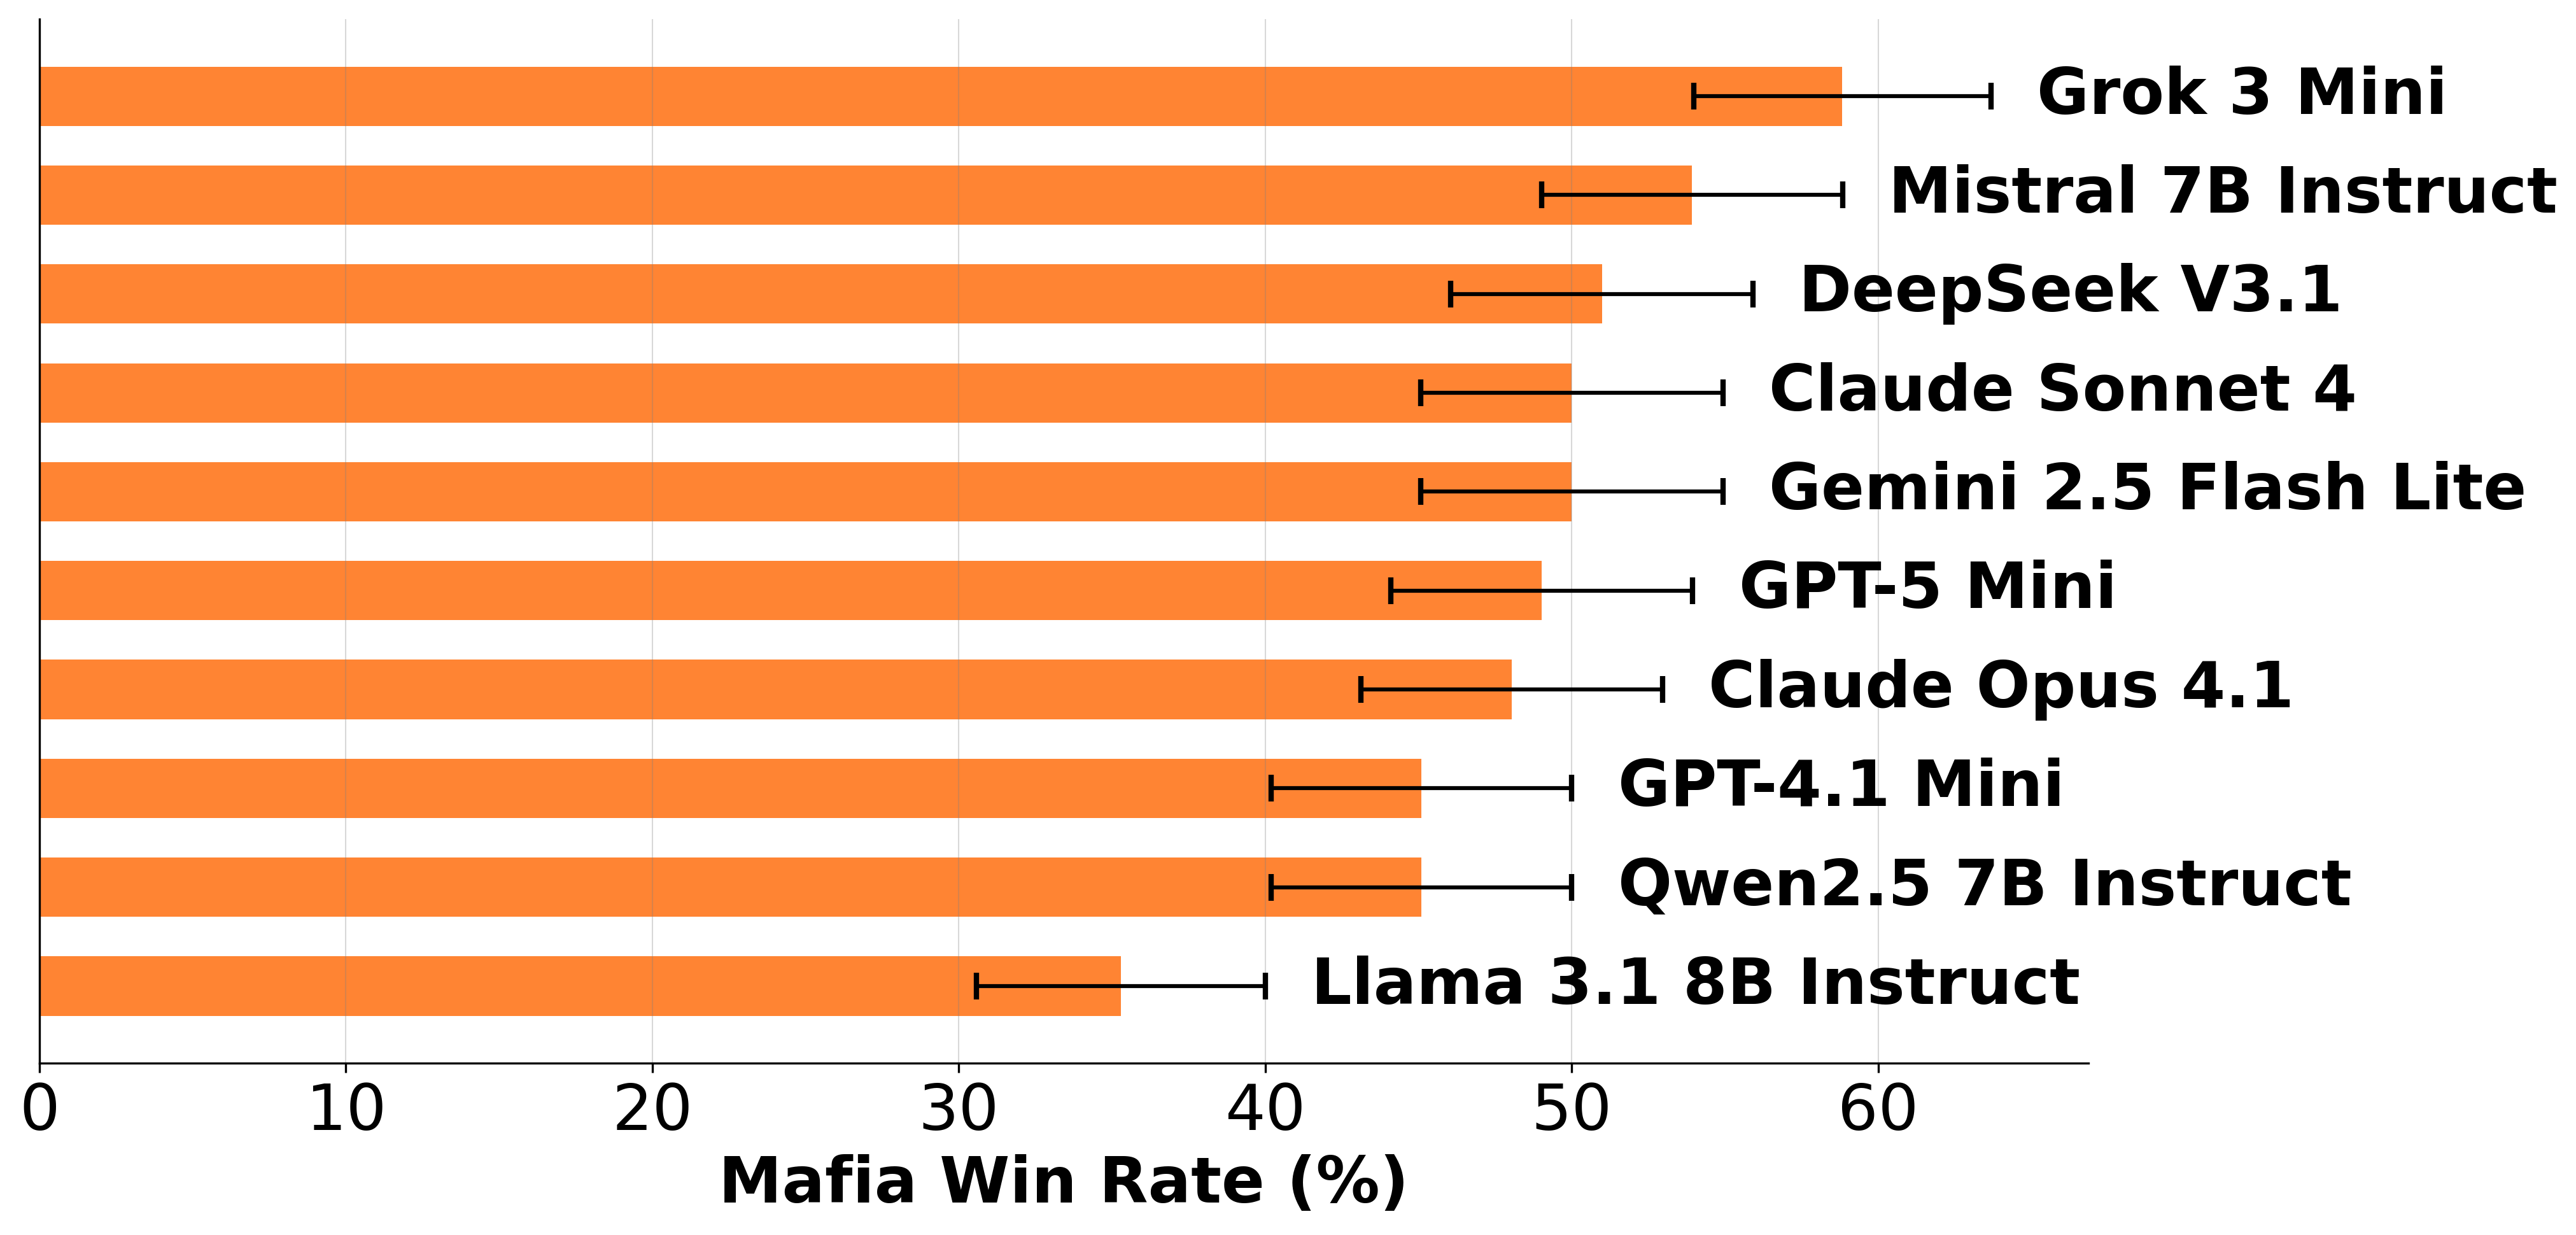 Grok 3 Mini
Mistral 7B Instruct
DeepSeek V3.1
Claude Sonnet 4
Gemini 2.5 Flash Lite
GPT-5 Mini
Claude Opus 4.1
GPT-4.1 Mini
Qwen2.5 7B Instruct
Llama 3.1 8B Instruct
0 10 20 30 40 50 60
Mafia Win Rate (%)